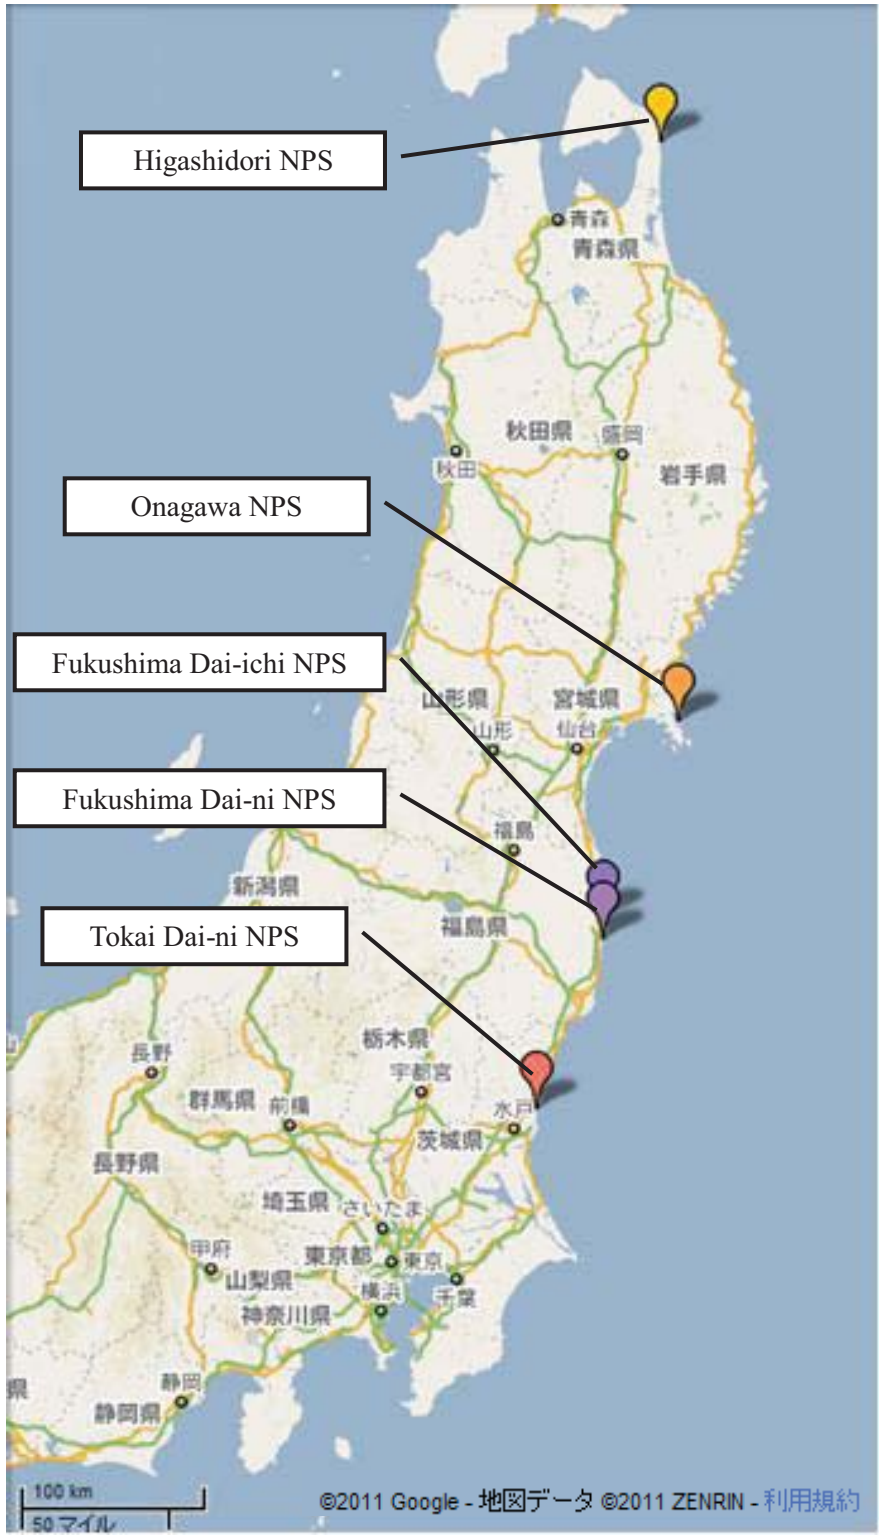 Higashidori NPS
青森
青森県
秋田県
盛岡
秋田
岩手県
Onagawa NPS
Fukushima Dai-ichi NPS
山形県
宮城県
山形
仙台
Fukushima Dai-ni NPS
福島
新潟県
福島県
Tokai Dai-ni NPS
栃木県
長野
宇都宮
群馬県
前橋
水戸
茨城県
長野県
埼玉県
さいたま
東京都
東京
甲府
山梨県
横浜
千葉
神奈川県
静岡
県
静岡県
100 km
50 マイル
©2011 Google - 地図データ ©2011 ZENRIN - 利用規約